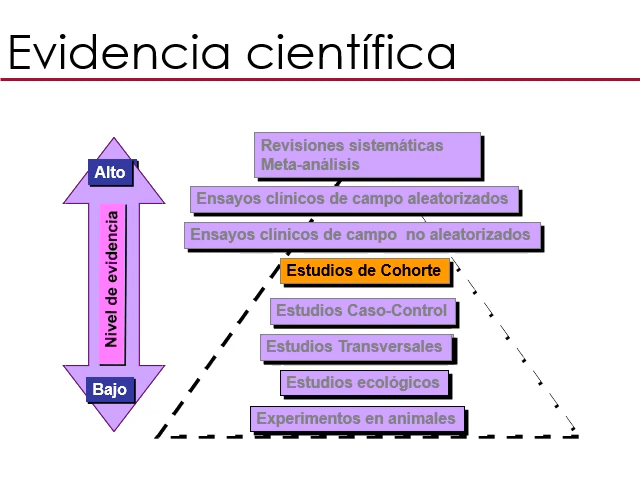 Evidencia científica
Revisiones sistemáticas
Meta-análisis
Alto
Ensayos clínicos de campo aleatorizados
Ensayos clínicos de campo no aleatorizados
Nivel de evidencia
Estudios de Cohorte
Estudios Caso-Control
Estudios Transversales
Estudios ecológicos
Bajo
Experimentos en animales